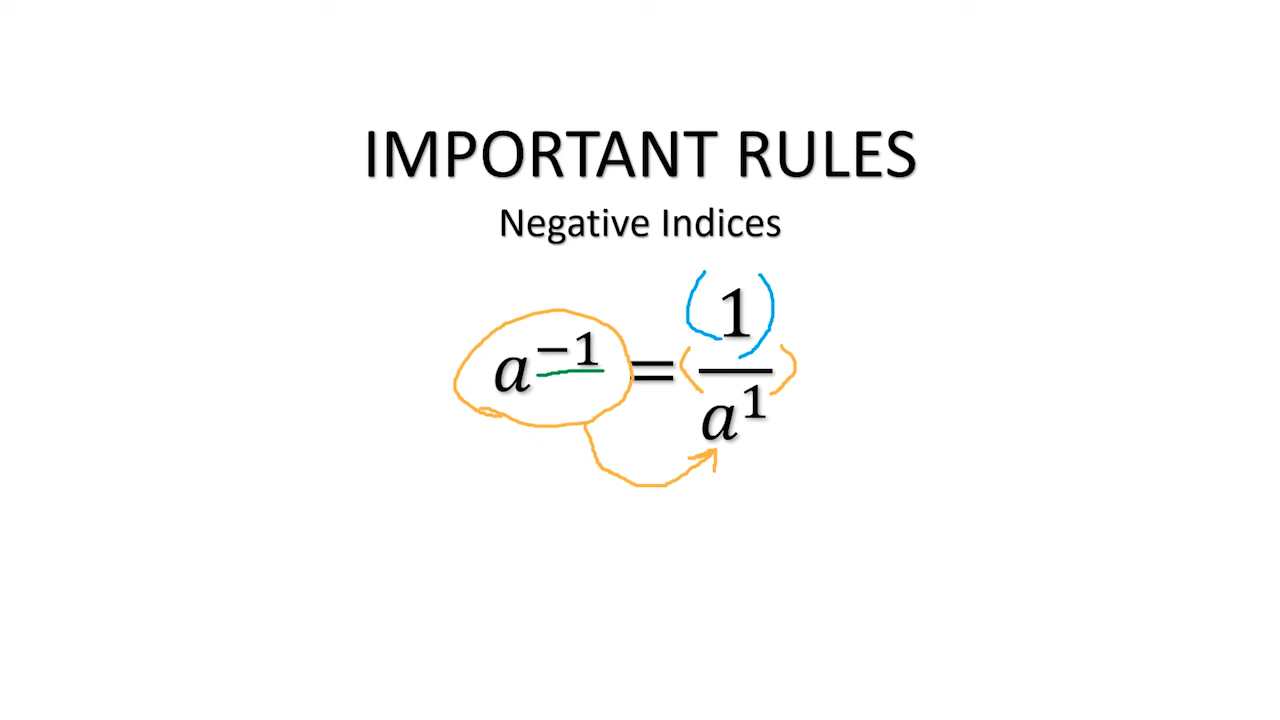 IMPORTANT RULES
Negative Indices
a⁻¹ = 1/a¹